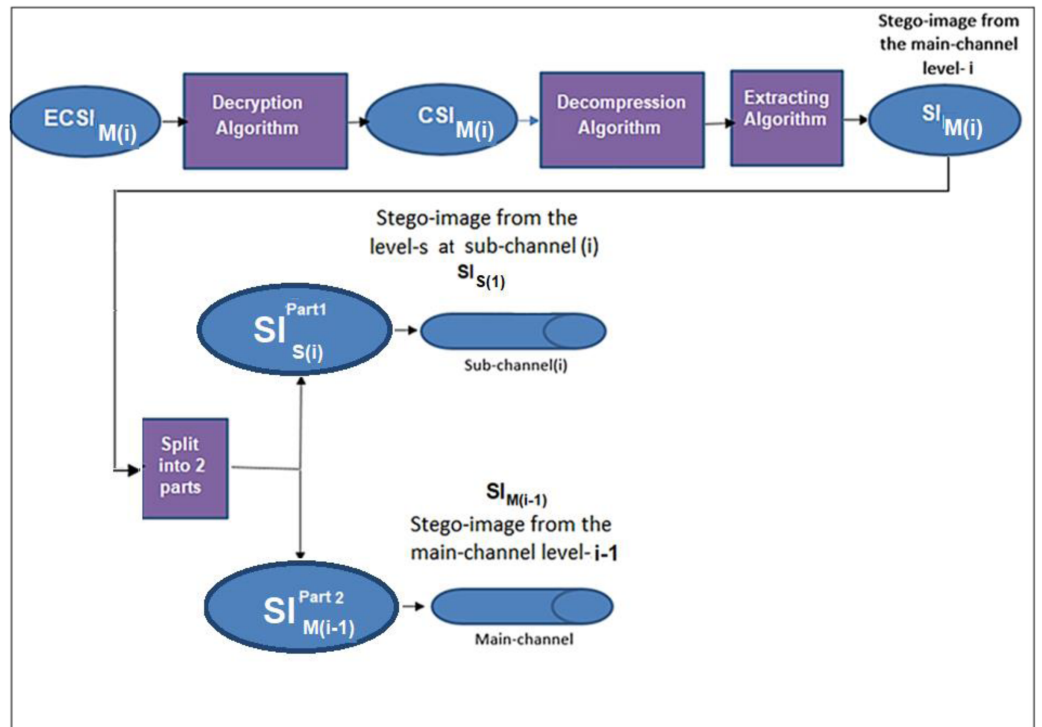 Stego-image from
the main-channel
level- i
ECSI M(i)
Decryption
Algorithm
CSI M(i)
Decompression
Algorithm
Extracting
Algorithm
SI M(i)
Stego-image from the
level-s at sub-channel (i)
SI S(1)
SI Part1 S(i)
Sub-channel(i)
Split
into 2
parts
SI M(i-1)
Stego-image from the
main-channel level- i-1
SI Part 2 M(i-1)
Main-channel